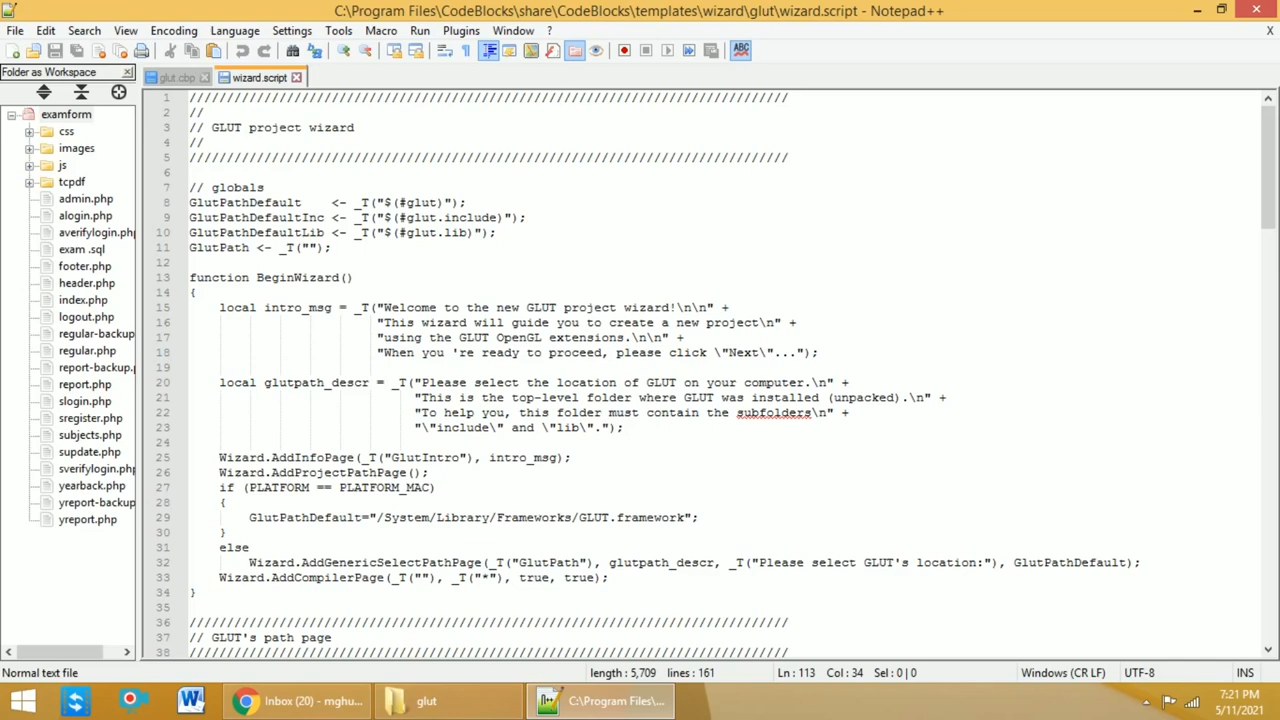 C:\Program Files\CodeBlocks\share\CodeBlocks\templates\wizard\glut\wizard.script - Notepad++
File Edit Search View Encoding Language Settings Tools Macro Run Plugins Window ? X
ABC
Folder as Workspace
glut.cbp wizard.script
examform
css
images
js
tcpdf
admin.php
alogin.php
averifylogin.php
exam .sql
footer.php
header.php
index.php
logout.php
regular-backup
regular.php
report-backup.
report.php
slogin.php
sregister.php
subjects.php
supdate.php
sverifylogin.php
yearback.php
yreport-backup
yreport.php
1 ////////////////////////////////////////////////////////////////////////////////
2 //
3 // GLUT project wizard
4 //
5 ////////////////////////////////////////////////////////////////////////////////
6
7 // globals
8 GlutPathDefault    <- _T("$(#glut)");
9 GlutPathDefaultInc <- _T("$(#glut.include)");
10 GlutPathDefaultLib <- _T("$(#glut.lib)");
11 GlutPath <- _T("");
12
13 function BeginWizard()
14 {
15     local intro_msg = _T("Welcome to the new GLUT project wizard!\n\n" +
16                          "This wizard will guide you to create a new project\n" +
17                          "using the GLUT OpenGL extensions.\n\n" +
18                          "When you 're ready to proceed, please click \"Next\"...");
19
20     local glutpath_descr = _T("Please select the location of GLUT on your computer.\n" +
21                               "This is the top-level folder where GLUT was installed (unpacked).\n" +
22                               "To help you, this folder must contain the subfolders\n" +
23                               "\"include\" and \"lib\".");
24
25     Wizard.AddInfoPage(_T("GlutIntro"), intro_msg);
26     Wizard.AddProjectPathPage();
27     if (PLATFORM == PLATFORM_MAC)
28     {
29         GlutPathDefault="/System/Library/Frameworks/GLUT.framework";
30     }
31     else
32         Wizard.AddGenericSelectPathPage(_T("GlutPath"), glutpath_descr, _T("Please select GLUT's location:"), GlutPathDefault);
33     Wizard.AddCompilerPage(_T(""), _T("*"), true, true);
34 }
35
36 ////////////////////////////////////////////////////////////////////////////////
37 // GLUT's path page
38 ////////////////////////////////////////////////////////////////////////////////
Normal text file length : 5,709 lines : 161 Ln : 113 Col : 34 Sel : 0 | 0 Windows (CR LF) UTF-8 INS
Inbox (20) - mghu... glut C:\Program Files\...
7:21 PM
5/11/2021